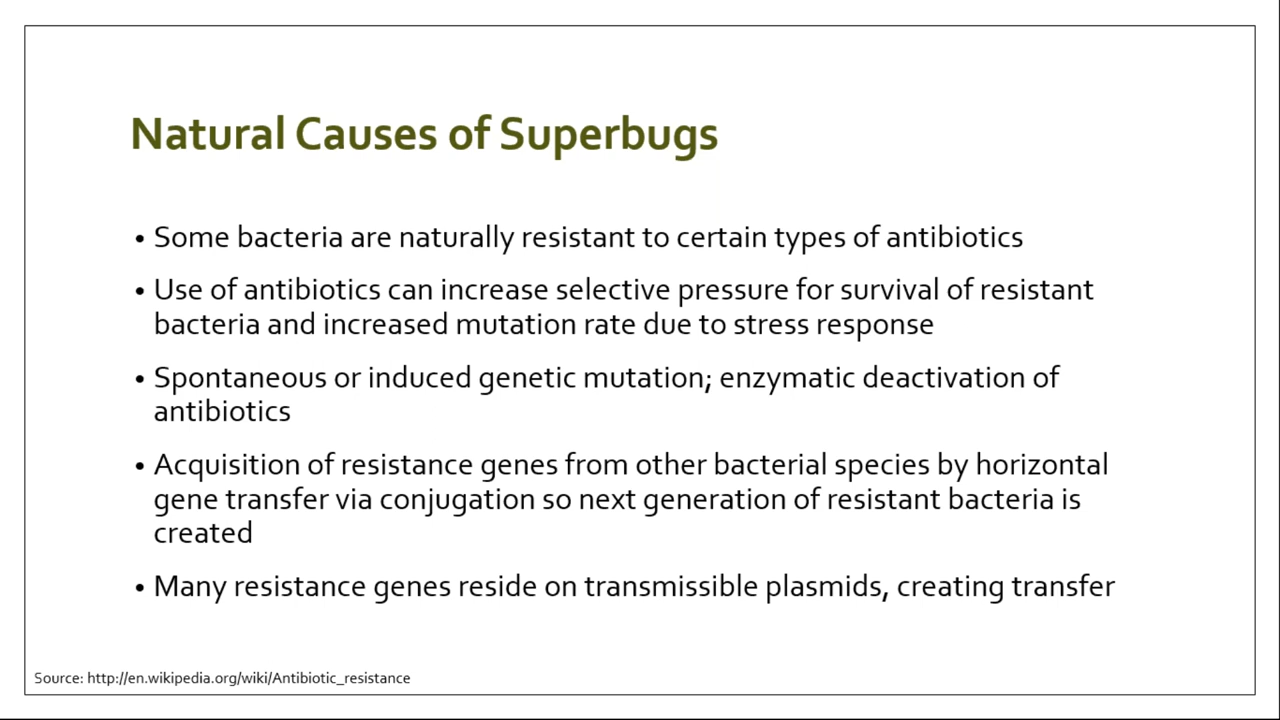 Natural Causes of Superbugs
• Some bacteria are naturally resistant to certain types of antibiotics
• Use of antibiotics can increase selective pressure for survival of resistant
bacteria and increased mutation rate due to stress response
• Spontaneous or induced genetic mutation; enzymatic deactivation of
antibiotics
• Acquisition of resistance genes from other bacterial species by horizontal
gene transfer via conjugation so next generation of resistant bacteria is
created
• Many resistance genes reside on transmissible plasmids, creating transfer
Source: http://en.wikipedia.org/wiki/Antibiotic_resistance